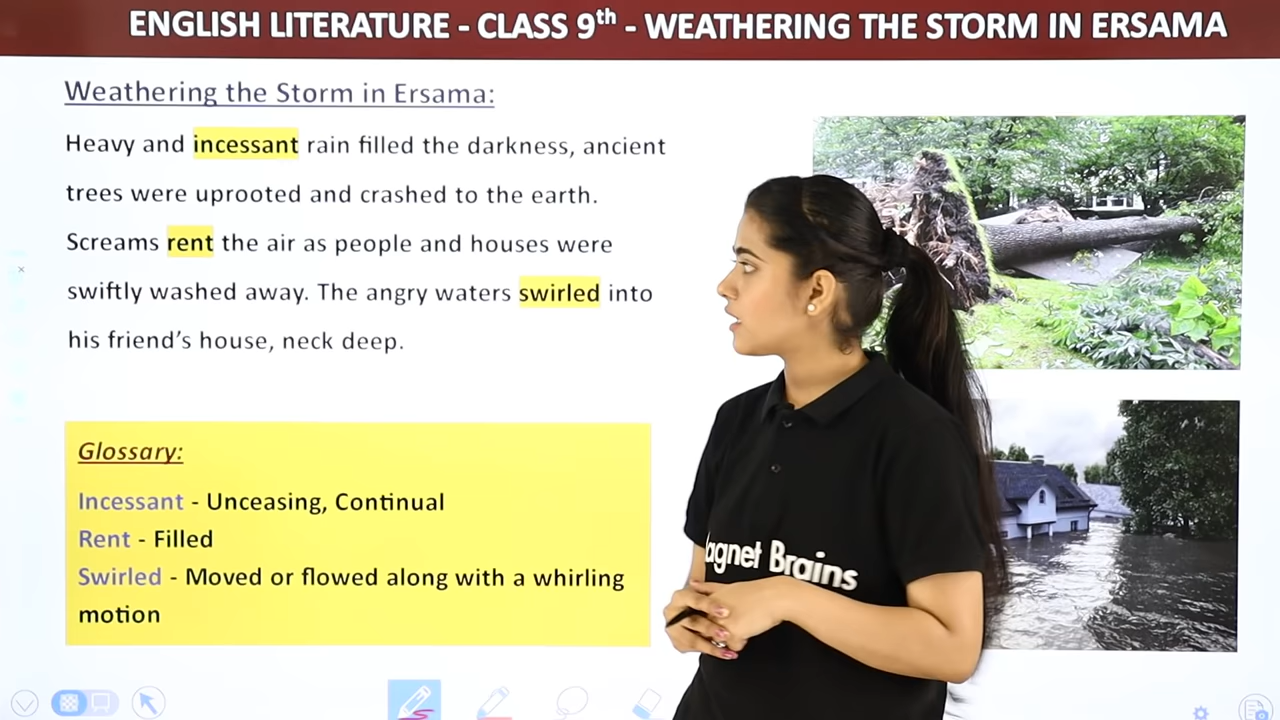 ENGLISH LITERATURE - CLASS 9th - WEATHERING THE STORM IN ERSAMA
Weathering the Storm in Ersama:
Heavy and incessant rain filled the darkness, ancient
trees were uprooted and crashed to the earth.
Screams rent the air as people and houses were
swiftly washed away. The angry waters swirled into
his friend's house, neck deep.
Glossary:
Incessant - Unceasing, Continual
Rent - Filled
Swirled - Moved or flowed along with a whirling
motion
agnet Brains